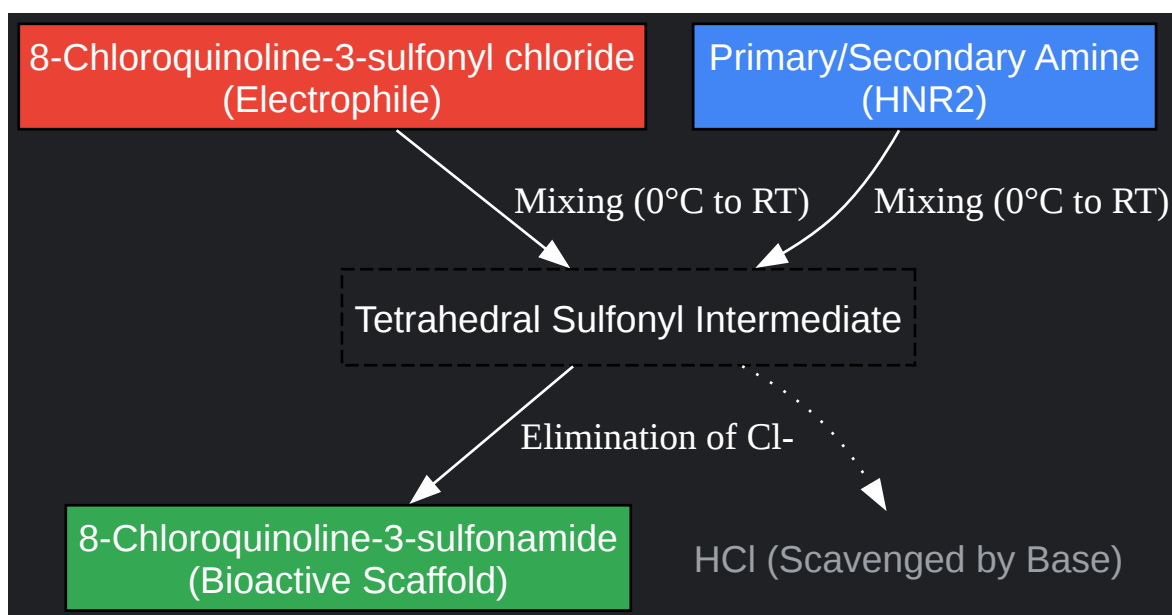 8-Chloroquinoline-3-sulfonyl chloride
(Electrophile)
Primary/Secondary Amine
(HNR2)
Mixing (0°C to RT)
Mixing (0°C to RT)
Tetrahedral Sulfonyl Intermediate
Elimination of Cl-
8-Chloroquinoline-3-sulfonamide
(Bioactive Scaffold)
HCl (Scavenged by Base)